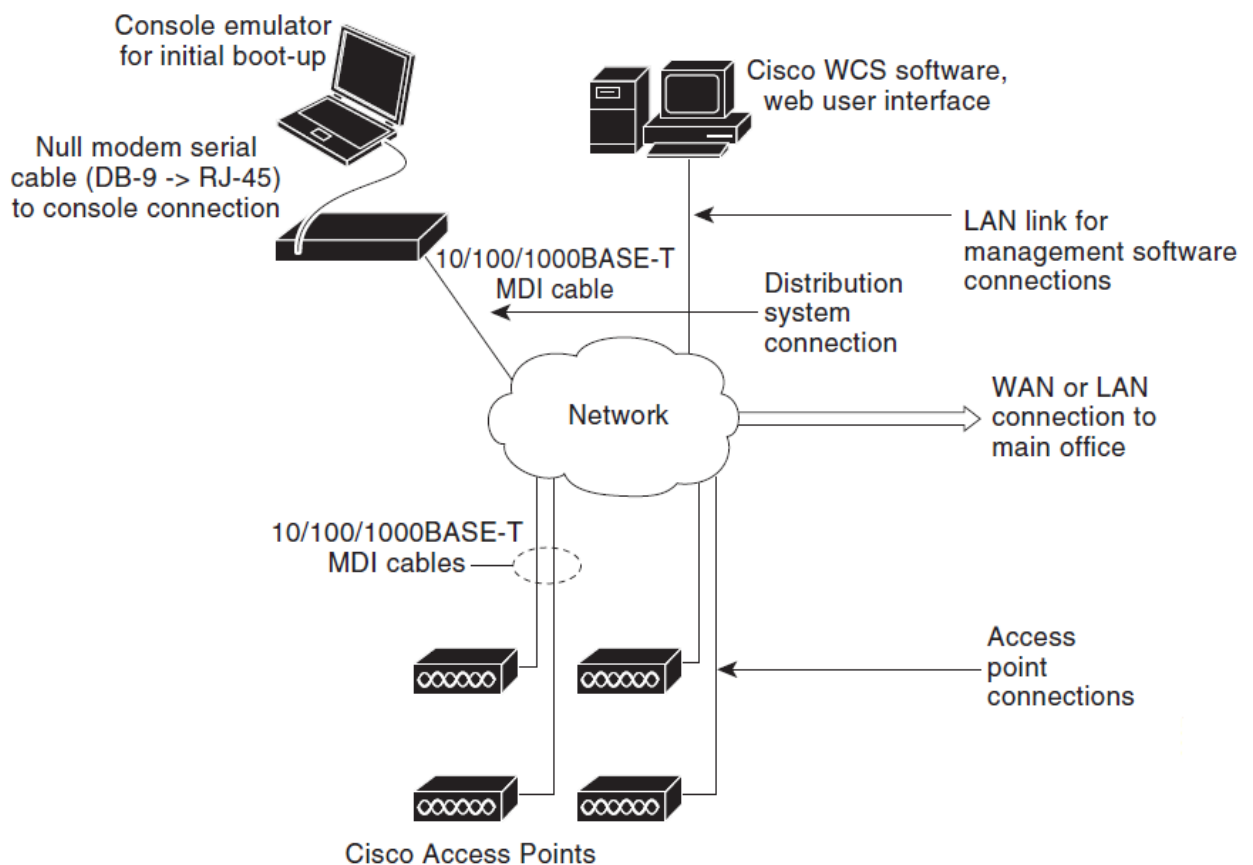 Console emulator
for initial boot-up
Cisco WCS software,
web user interface
Null modem serial
cable (DB-9 -> RJ-45)
to console connection
LAN link for
management software
connections
10/100/1000BASE-T
MDI cable
Distribution
system
connection
Network
WAN or LAN
connection to
main office
10/100/1000BASE-T
MDI cables
Access
point
connections
Cisco Access Points